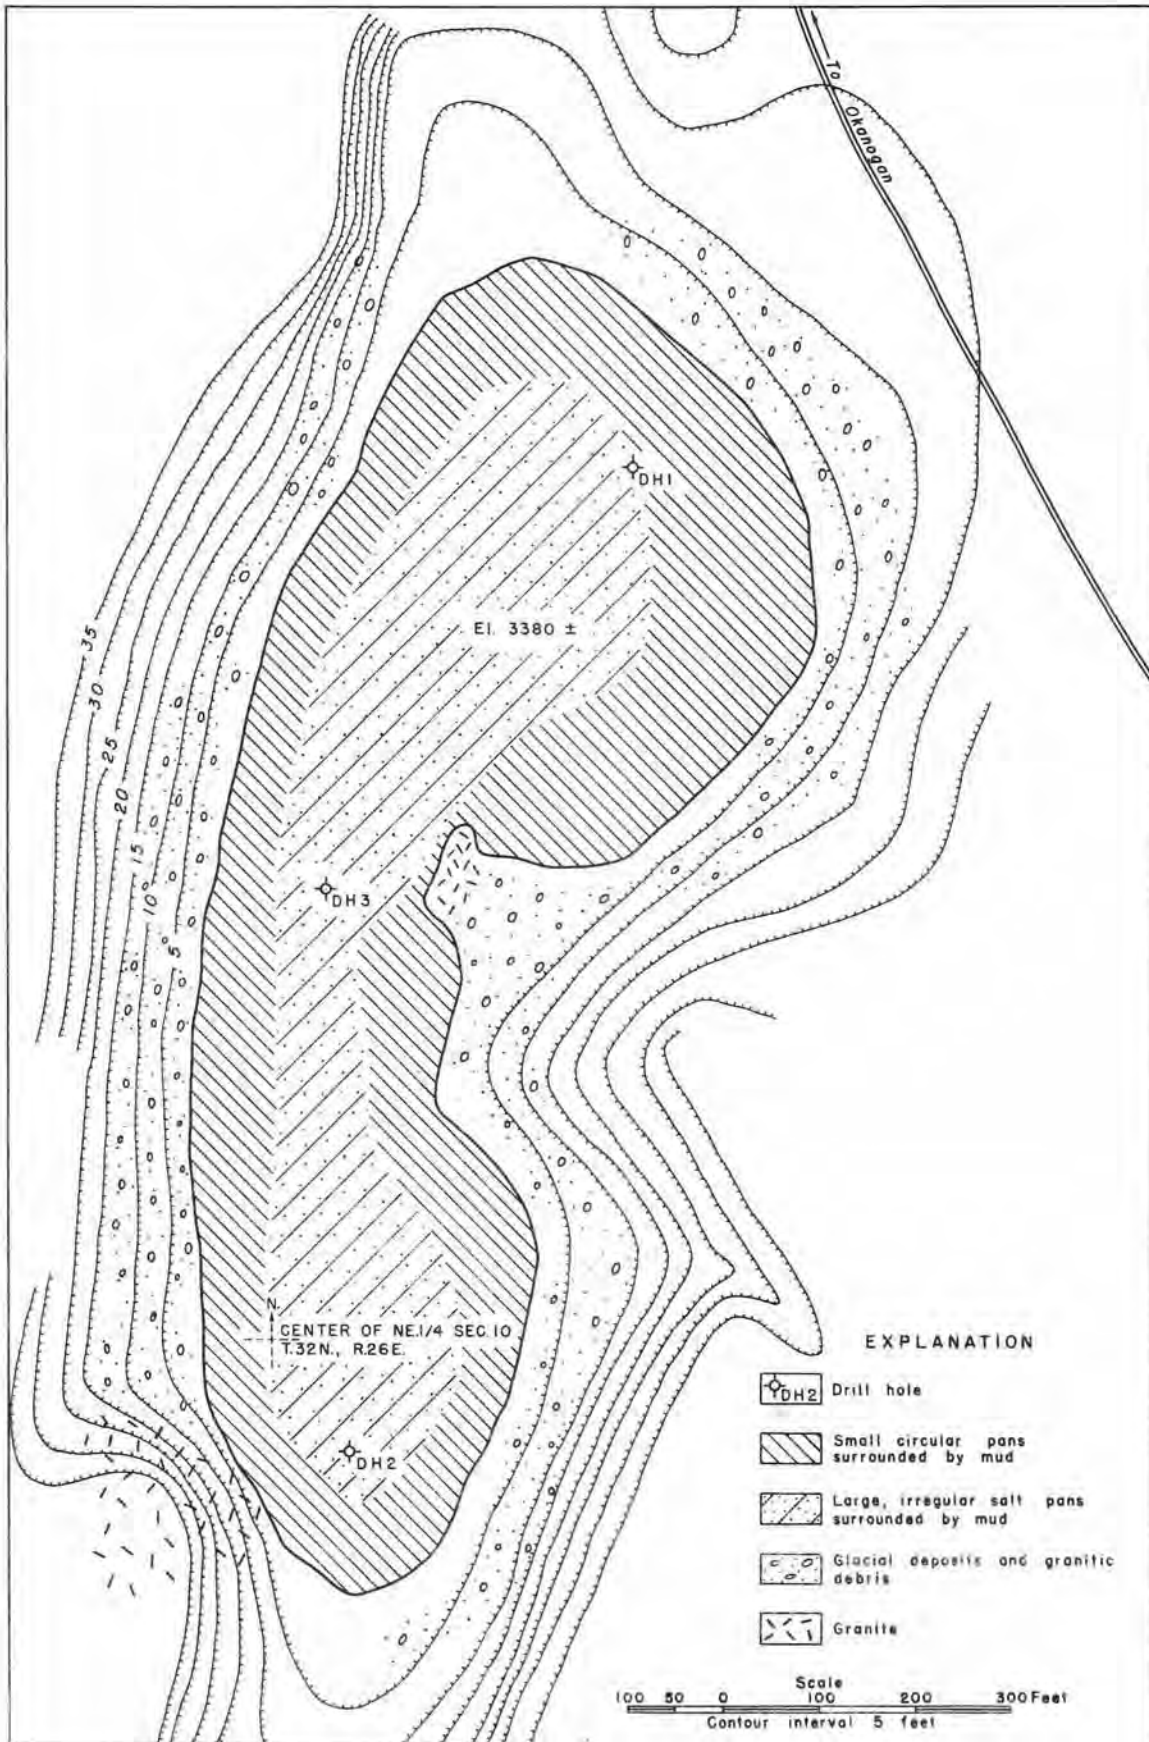 To Okanogan
DH1
El. 3380 ±
35
30
25
20
15
10
5
DH3
N.
CENTER OF NE.1/4 SEC.10
T.32N., R.26E.
DH2
EXPLANATION
DH2 Drill hole
Small circular pans
surrounded by mud
Large, irregular salt pans
surrounded by mud
Glacial deposits and granitic
debris
Granite
Scale
100 50 0 100 200 300 Feet
Contour interval 5 feet